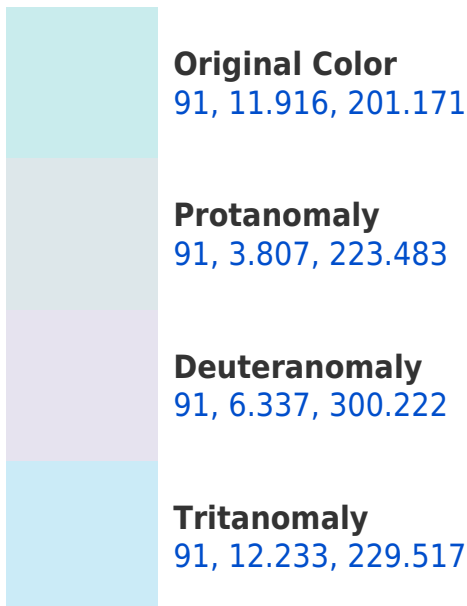 Original Color
91, 11.916, 201.171
Protanomaly
91, 3.807, 223.483
Deuteranomaly
91, 6.337, 300.222
Tritanomaly
91, 12.233, 229.517